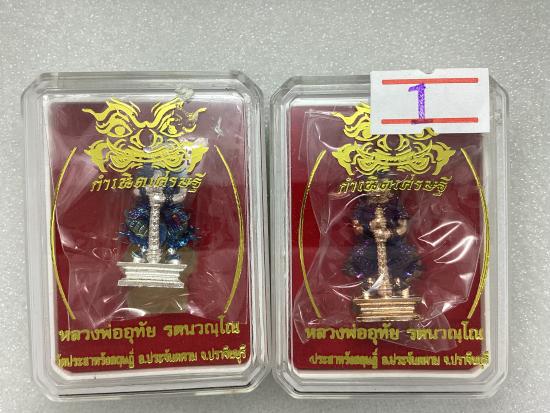 กำเนิดเศรษฐี
หลวงพ่ออุทัย รตนวณฺโณ
อ.ประจันตคาม จ.ปราจีนบุรี
1
กำเนิดเศรษฐี
หลวงพ่ออุทัย รตนวณฺโณ
อ.ประจันตคาม จ.ปราจีนบุรี